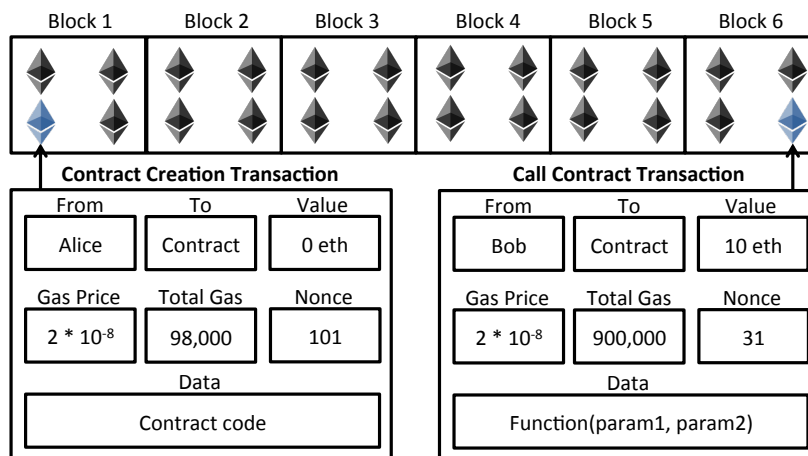 Block 1 Block 2 Block 3 Block 4 Block 5 Block 6
Contract Creation Transaction
From To Value
Alice Contract 0 eth
Gas Price Total Gas Nonce
2 * 10⁻⁸ 98,000 101
Data
Contract code
Call Contract Transaction
From To Value
Bob Contract 10 eth
Gas Price Total Gas Nonce
2 * 10⁻⁸ 900,000 31
Data
Function(param1, param2)